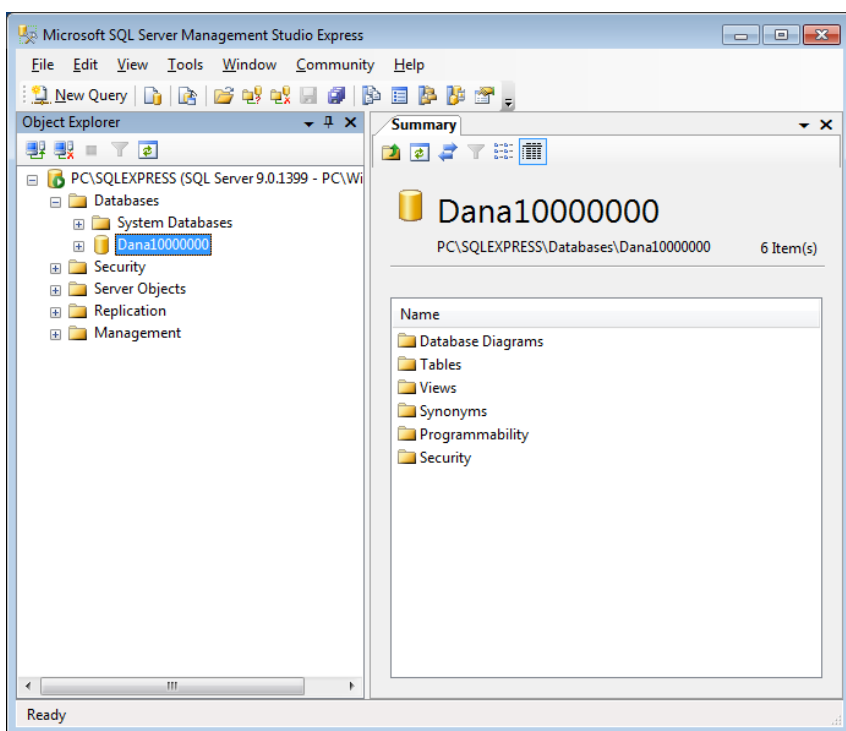 Microsoft SQL Server Management Studio Express
File Edit View Tools Window Community Help
New Query
Object Explorer
PC\SQLEXPRESS (SQL Server 9.0.1399 - PC\Wi
Databases
System Databases
Dana10000000
Security
Server Objects
Replication
Management
Summary
Dana10000000
PC\SQLEXPRESS\Databases\Dana10000000 6 Item(s)
Name
Database Diagrams
Tables
Views
Synonyms
Programmability
Security
Ready